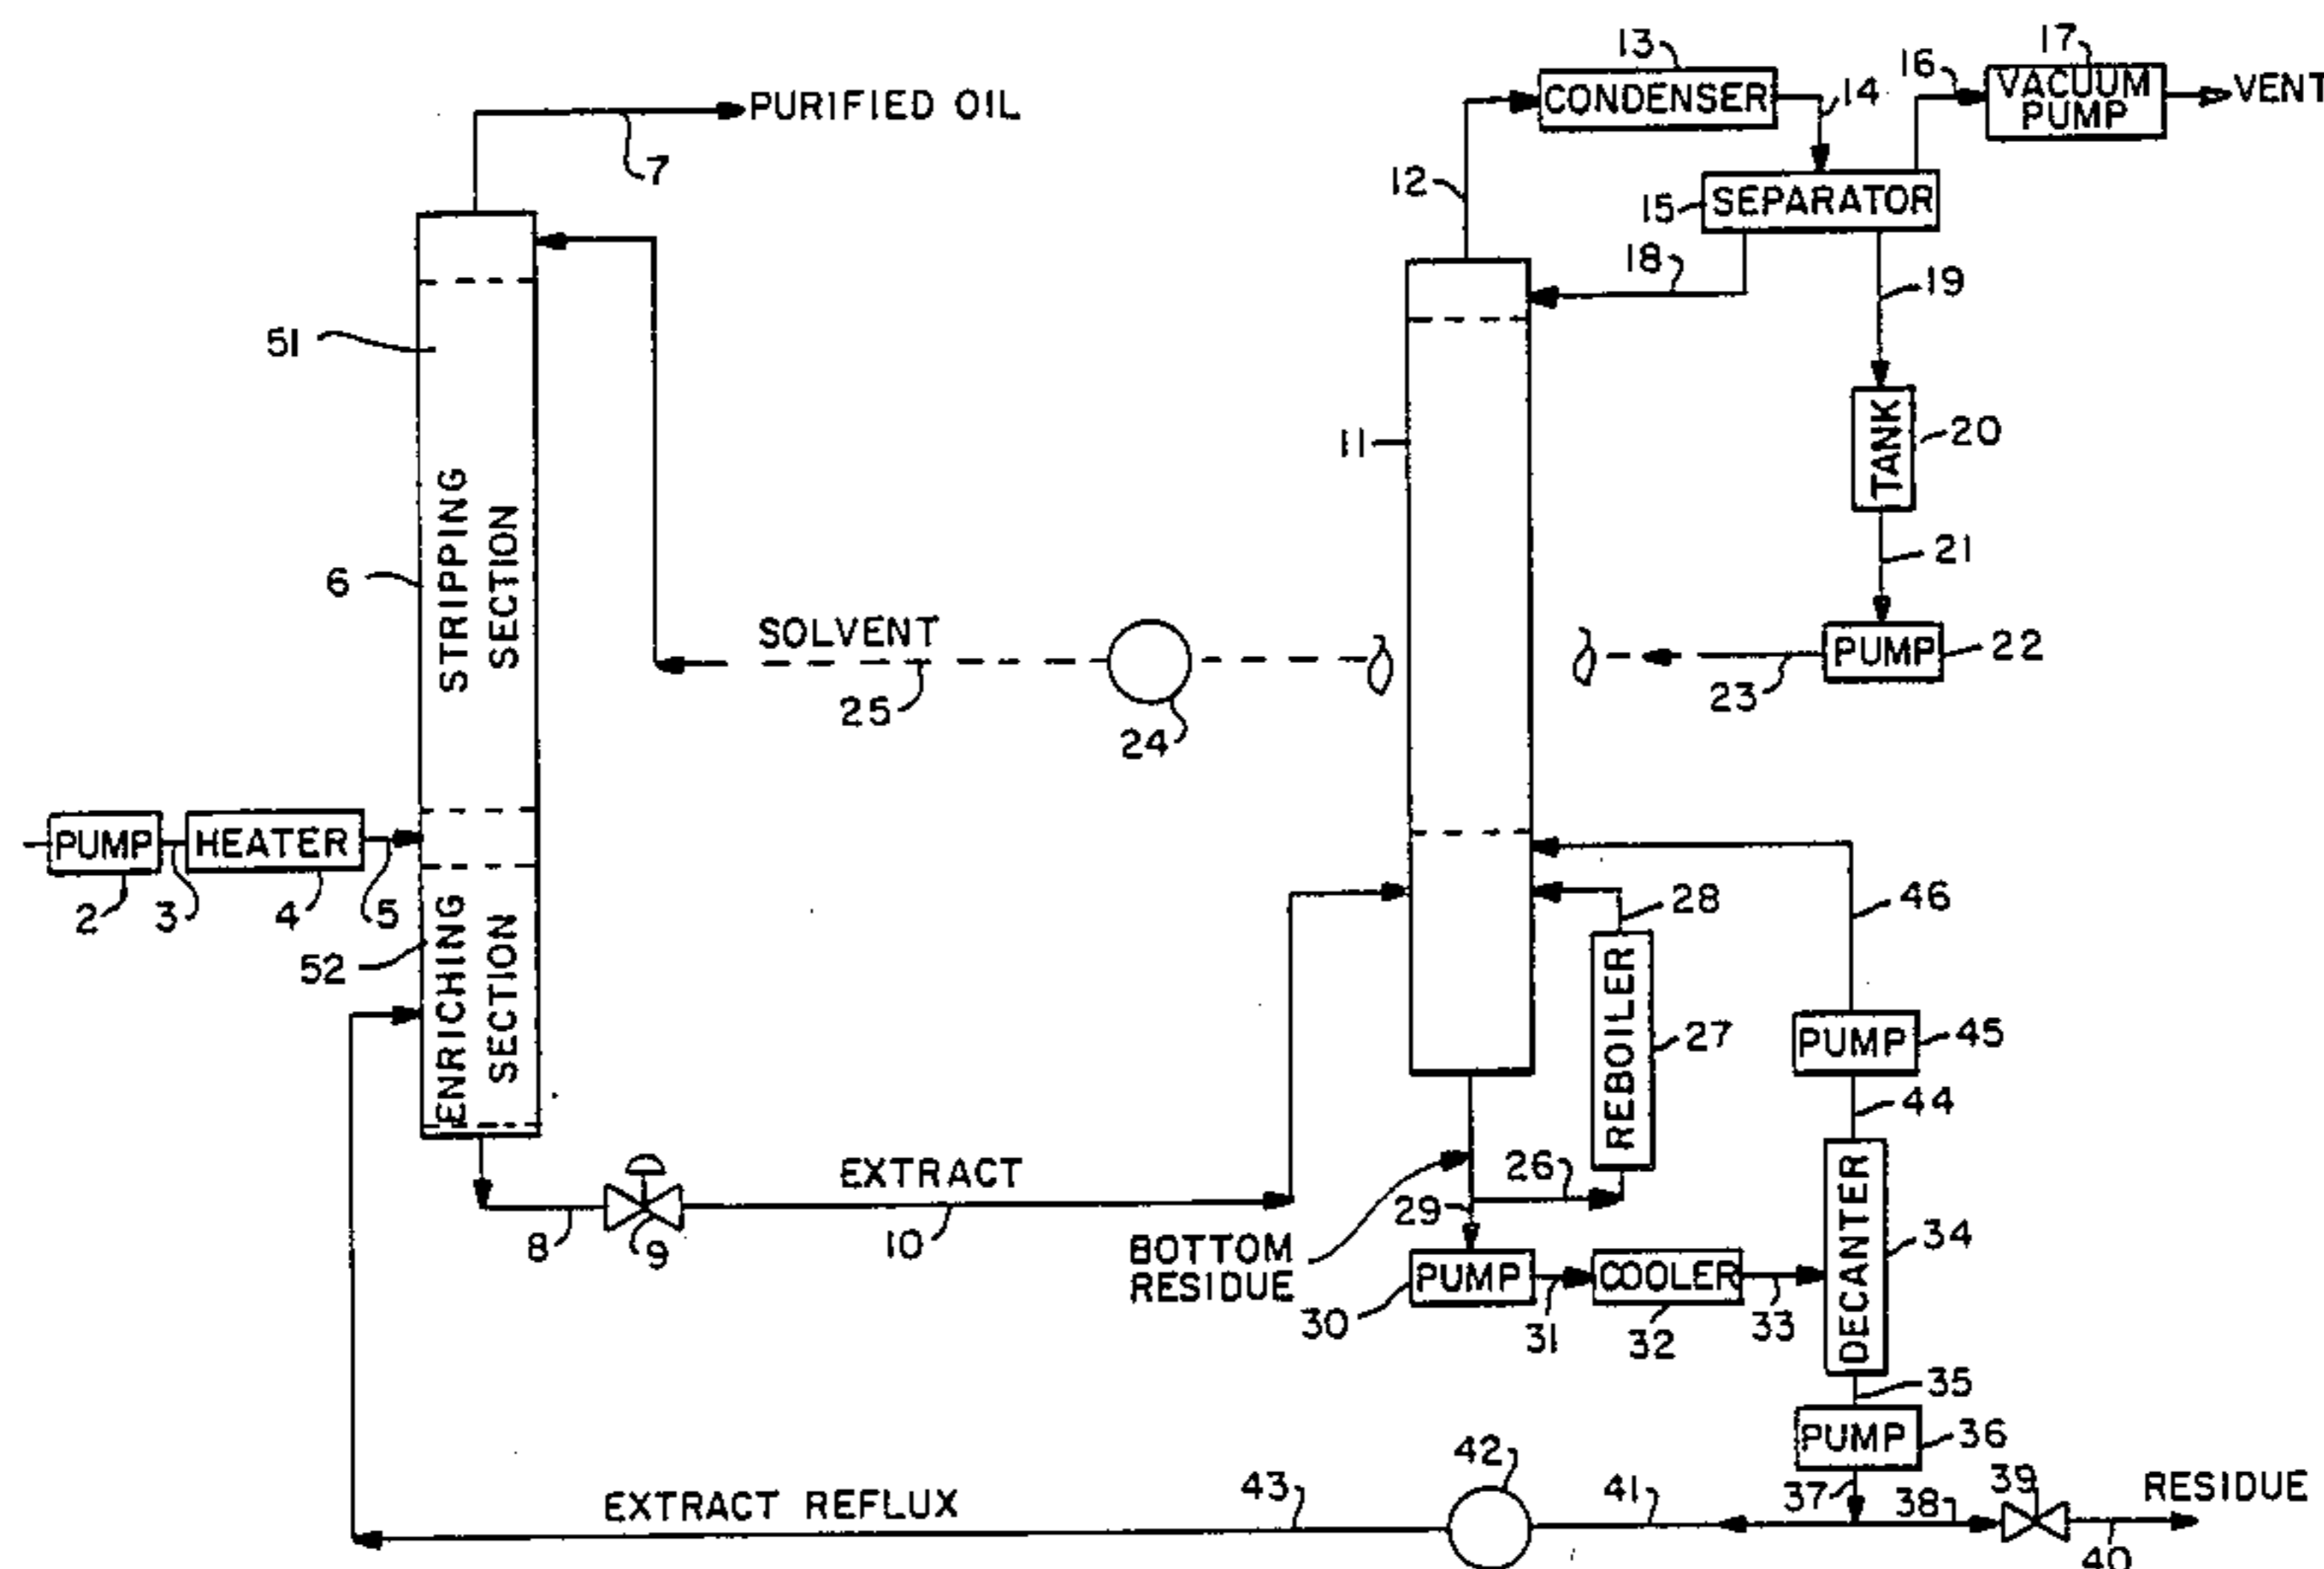 13
17
16
CONDENSER
14
VACUUM
PUMP
VENT
PURIFIED OIL
7
12
15
SEPARATOR
18
19
51
11
TANK
20
STRIPPING
SECTION
6
21
SOLVENT
PUMP
22
25
24
23
PUMP
HEATER
2
3
4
5
52
ENRICHING
SECTION
28
46
REBOILER
27
PUMP
45
44
EXTRACT
26
8
9
10
29
BOTTOM
RESIDUE
DECANTER
34
PUMP
COOLER
30
31
32
33
35
PUMP
36
42
43
41
37
38
39
RESIDUE
EXTRACT REFLUX
40